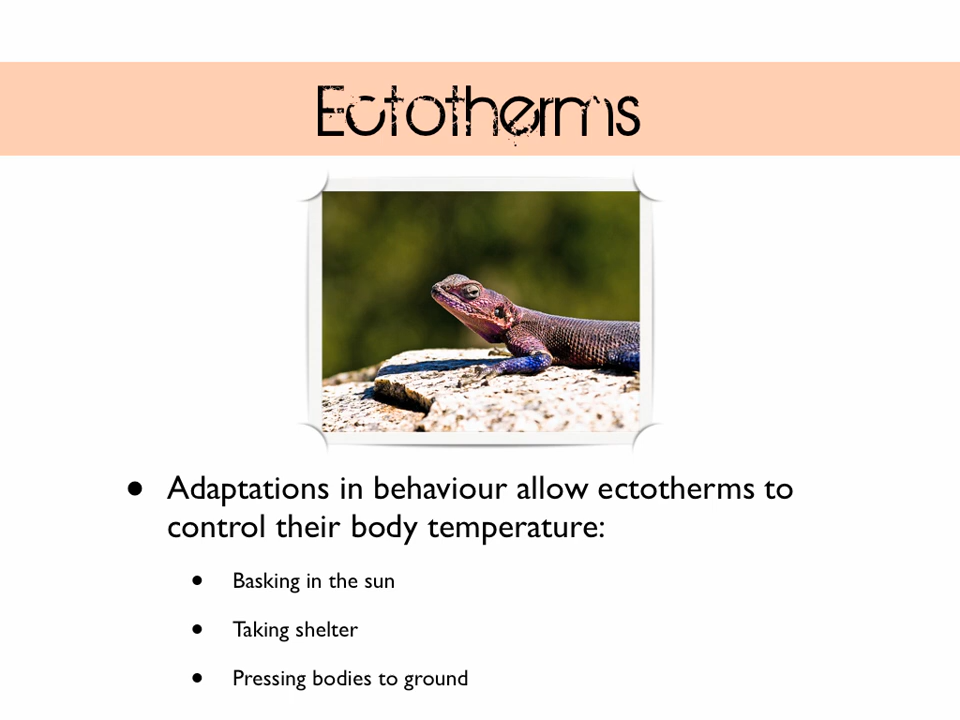 Ectotherms
• Adaptations in behaviour allow ectotherms to
control their body temperature:
• Basking in the sun
• Taking shelter
• Pressing bodies to ground